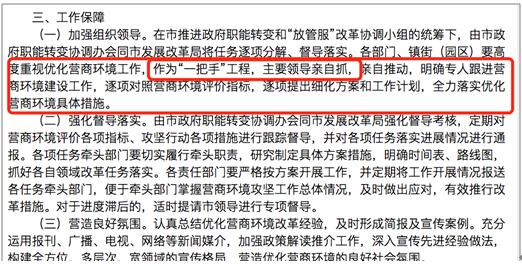 三、工作保障
（一）加强组织领导。在市推进政府职能转变和“放管服”改革协调小组的统筹下，由市政
府职能转变协调办会同市发展改革局将任务逐项分解、督导落实。各部门、镇街（园区）要高
度重视优化营商环境工作，作为“一把手”工程，主要领导亲自抓，亲自推动，明确专人跟进营
商环境建设工作，逐项对照营商环境评价指标，逐项提出细化方案和工作计划，全力落实优化
营商环境具体措施。
（二）强化督导落实。由市政府职能转变协调办会同市发展改革局强化督导考核，定期对
营商环境评价各项指标、攻坚行动各项措施进行跟踪督导，并对各项任务落实进展情况进行通
报。各项任务牵头部门要切实履行牵头职责，研究制定具体方案措施，明确时间表、路线图，
抓好各自领域改革任务落实。各责任部门要严格按方案开展工作，并定期将工作开展情况报送
各任务牵头部门，便于牵头部门掌握营商环境攻坚工作总体情况，及时做出应对，有效推行改
革措施。对于进度滞后的，适时提请市领导进行专项督导。
（三）营造良好氛围。认真总结优化营商环境改革经验，及时形成简报及宣传案例。充分
运用报刊、广播、电视、网络等新闻媒介，加强政策解读推介工作，深入宣传先进经验做法，
构建全方位、多层次、宽领域的宣传格局，营造优化营商环境的良好社会氛围。